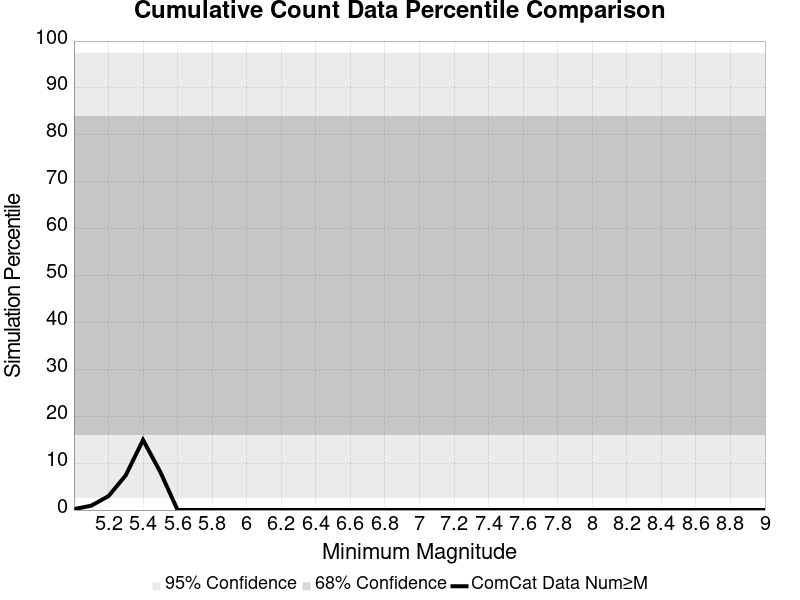 Cumulative Count Data Percentile Comparison
100
90
80
70
60
50
40
30
20
10
0
Simulation Percentile
5.2 5.4 5.6 5.8 6 6.2 6.4 6.6 6.8 7 7.2 7.4 7.6 7.8 8 8.2 8.4 8.6 8.8 9
Minimum Magnitude
95% Confidence 68% Confidence ComCat Data Num≥M